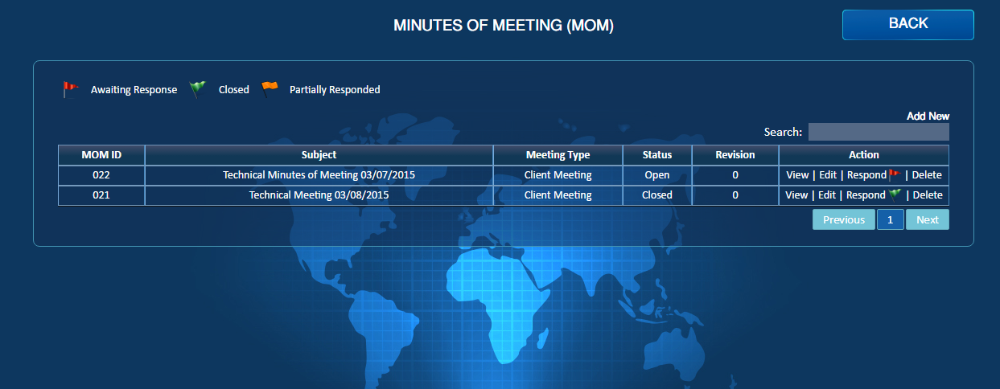 MINUTES OF MEETING (MOM)
BACK
Awaiting Response Closed Partially Responded
Add New
Search:
MOM ID Subject Meeting Type Status Revision Action
022 Technical Minutes of Meeting 03/07/2015 Client Meeting Open 0 View | Edit | Respond | Delete
021 Technical Meeting 03/08/2015 Client Meeting Closed 0 View | Edit | Respond | Delete
Previous 1 Next